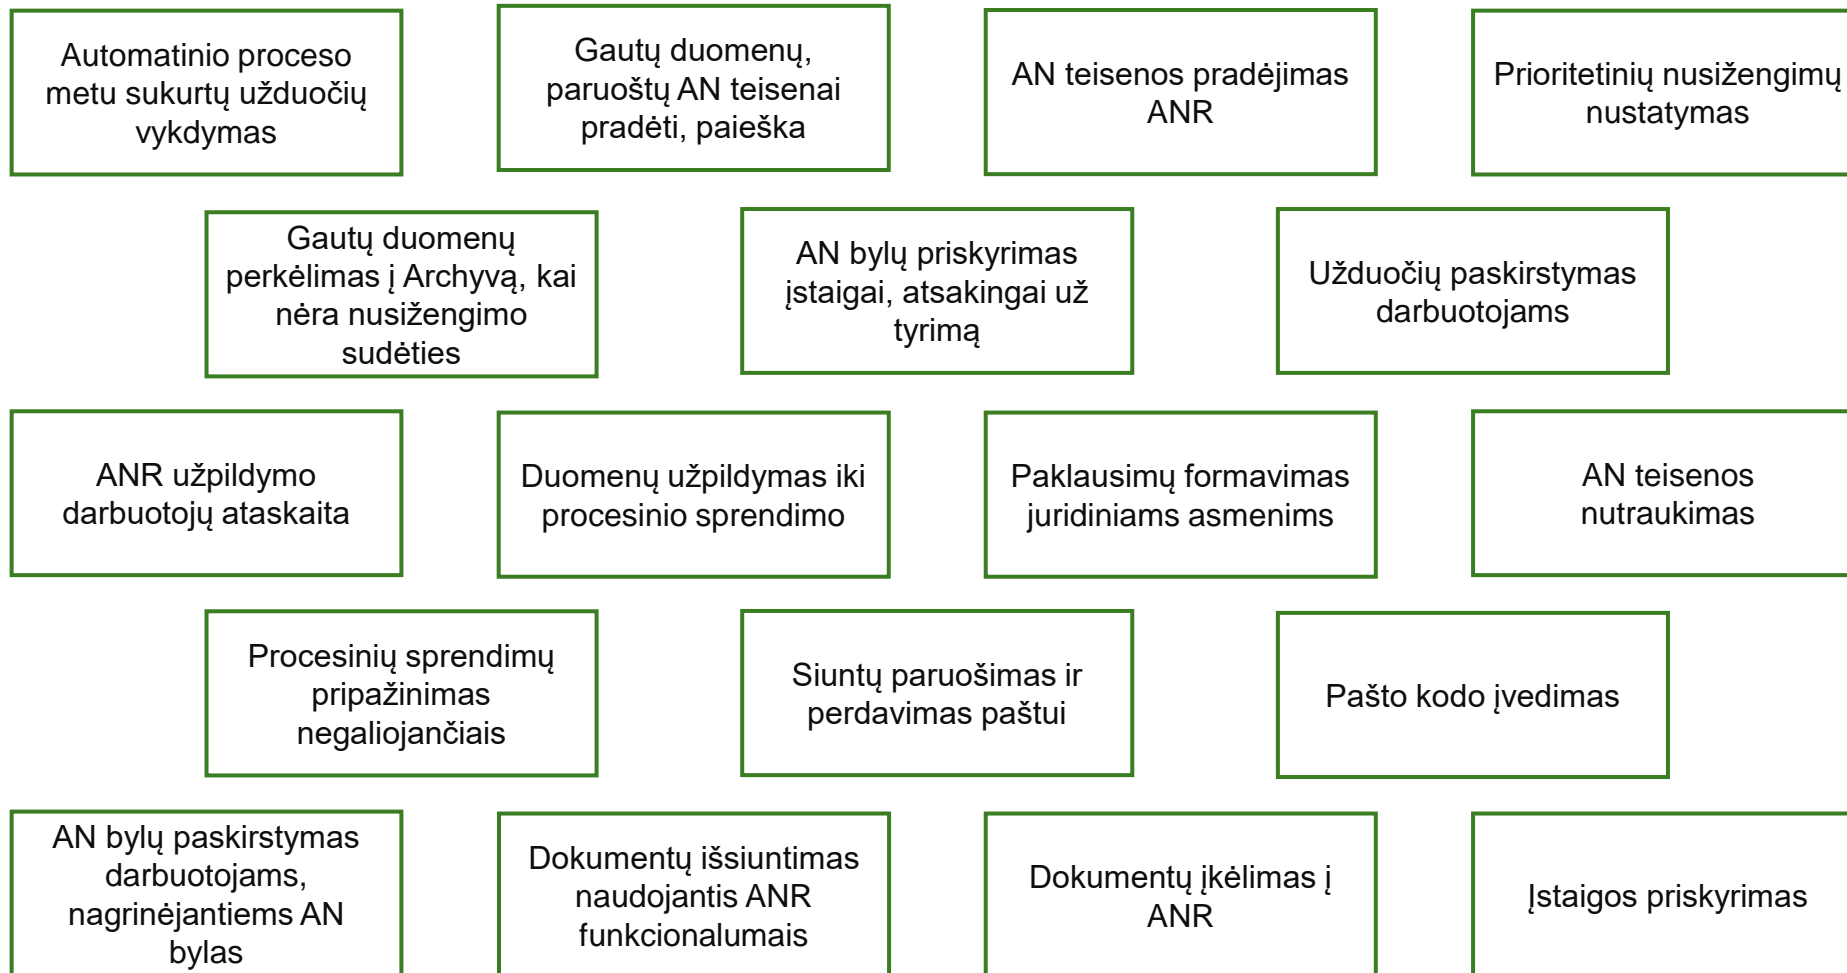 Automatinio proceso
metu sukurtų užduočių
vykdymas
Gautų duomenų,
paruoštų AN teisenai
pradėti, paieška
AN teisenos pradėjimas
ANR
Prioritetinių nusižengimų
nustatymas
Gautų duomenų
perkėlimas į Archyvą, kai
nėra nusižengimo
sudėties
AN bylų priskyrimas
įstaigai, atsakingai už
tyrimą
Užduočių paskirstymas
darbuotojams
ANR užpildymo
darbuotojų ataskaita
Duomenų užpildymas iki
procesinio sprendimo
Paklausimų formavimas
juridiniams asmenims
AN teisenos
nutraukimas
Procesinių sprendimų
pripažinimas
negaliojančiais
Siuntų paruošimas ir
perdavimas paštui
Pašto kodo įvedimas
AN bylų paskirstymas
darbuotojams,
nagrinėjantiems AN
bylas
Dokumentų išsiuntimas
naudojantis ANR
funkcionalumais
Dokumentų įkėlimas į
ANR
Įstaigos priskyrimas